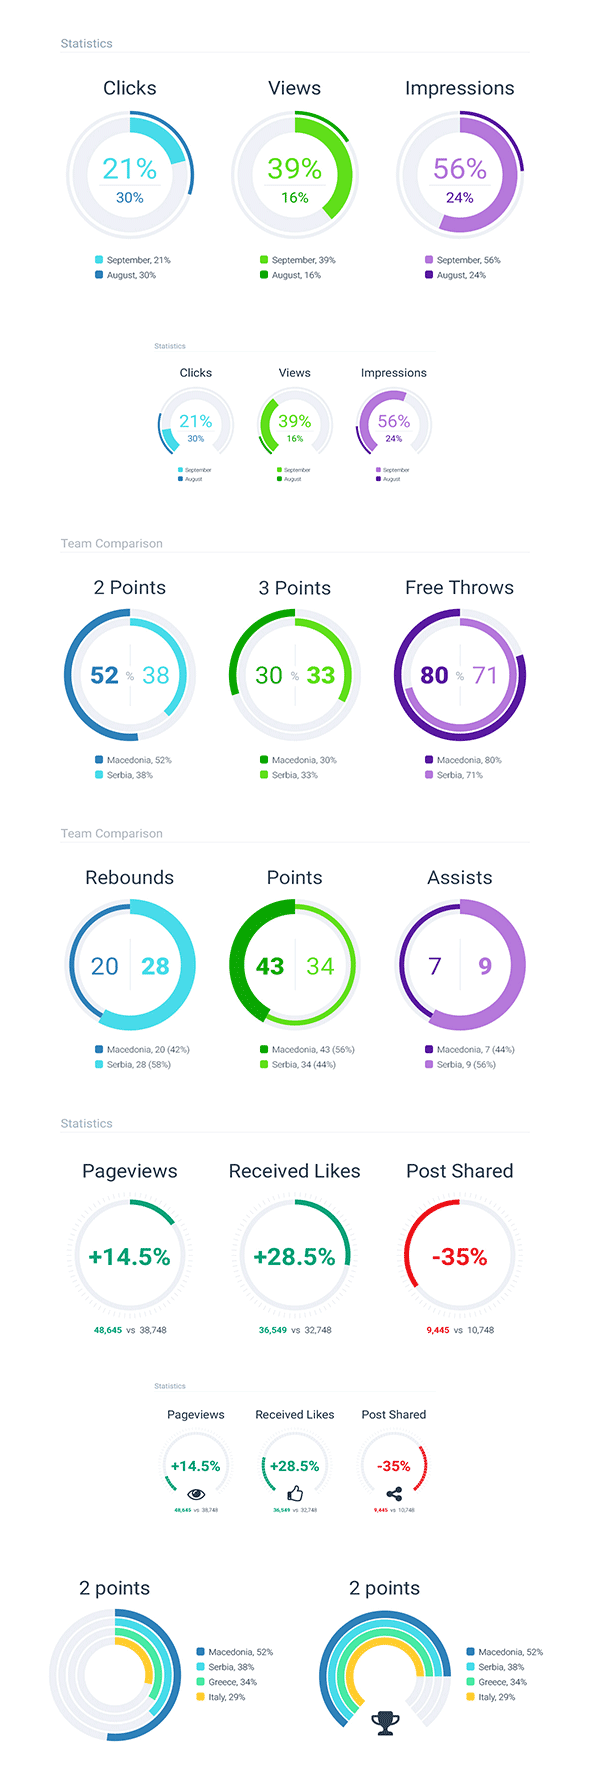 Statistics
Clicks Views Impressions
21% 39% 56%
30% 16% 24%
September, 21% September, 39% September, 56%
August, 30% August, 16% August, 24%
Statistics
Clicks Views Impressions
21% 39% 56%
30% 16% 24%
September September September
August August August
Team Comparison
2 Points 3 Points Free Throws
52 % 38 30 % 33 80 % 71
Macedonia, 52% Macedonia, 30% Macedonia, 80%
Serbia, 38% Serbia, 33% Serbia, 71%
Team Comparison
Rebounds Points Assists
20 28 43 34 7 9
Macedonia, 20 (42%) Macedonia, 43 (56%) Macedonia, 7 (44%)
Serbia, 28 (58%) Serbia, 34 (44%) Serbia, 9 (56%)
Statistics
Pageviews Received Likes Post Shared
+14.5% +28.5% -35%
48,645 vs 38,748 36,549 vs 32,748 9,445 vs 10,748
Statistics
Pageviews Received Likes Post Shared
+14.5% +28.5% -35%
48,645 vs 38,748 36,549 vs 32,748 9,445 vs 10,748
2 points 2 points
Macedonia, 52% Macedonia, 52%
Serbia, 38% Serbia, 38%
Greece, 34% Greece, 34%
Italy, 29% Italy, 29%